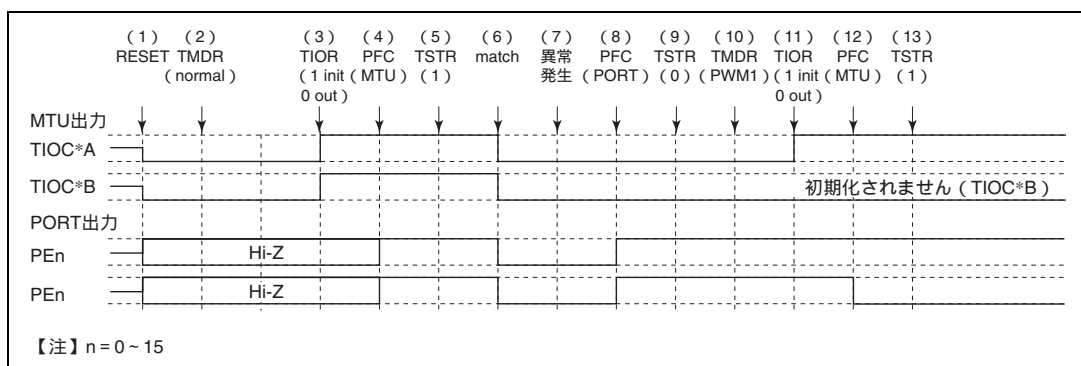 (1) (2) (3) (4) (5) (6) (7) (8) (9) (10) (11) (12) (13)
RESET TMDR TIOR PFC TSTR match 異常 PFC TSTR TMDR TIOR PFC TSTR
(normal) (1 init (MTU) (1) 発生 (PORT) (0) (PWM1) (1 init (MTU) (1)
0 out) 0 out)
MTU出力
TIOC*A
TIOC*B 初期化されません(TIOC*B)
PORT出力
PEn Hi-Z
PEn Hi-Z
【注】n = 0~15